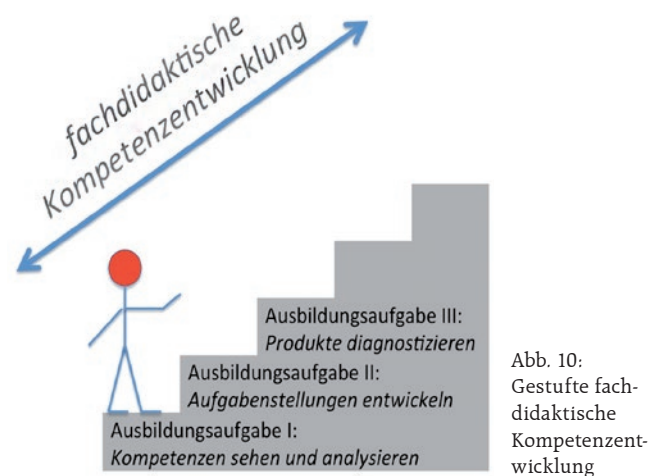 fachdidaktische
Kompetenzentwicklung
Ausbildungsaufgabe III:
Produkte diagnostizieren
Ausbildungsaufgabe II:
Aufgabenstellungen entwickeln
Ausbildungsaufgabe I:
Kompetenzen sehen und analysieren
Abb. 10:
Gestufte fach-
didaktische
Kompetenzent-
wicklung